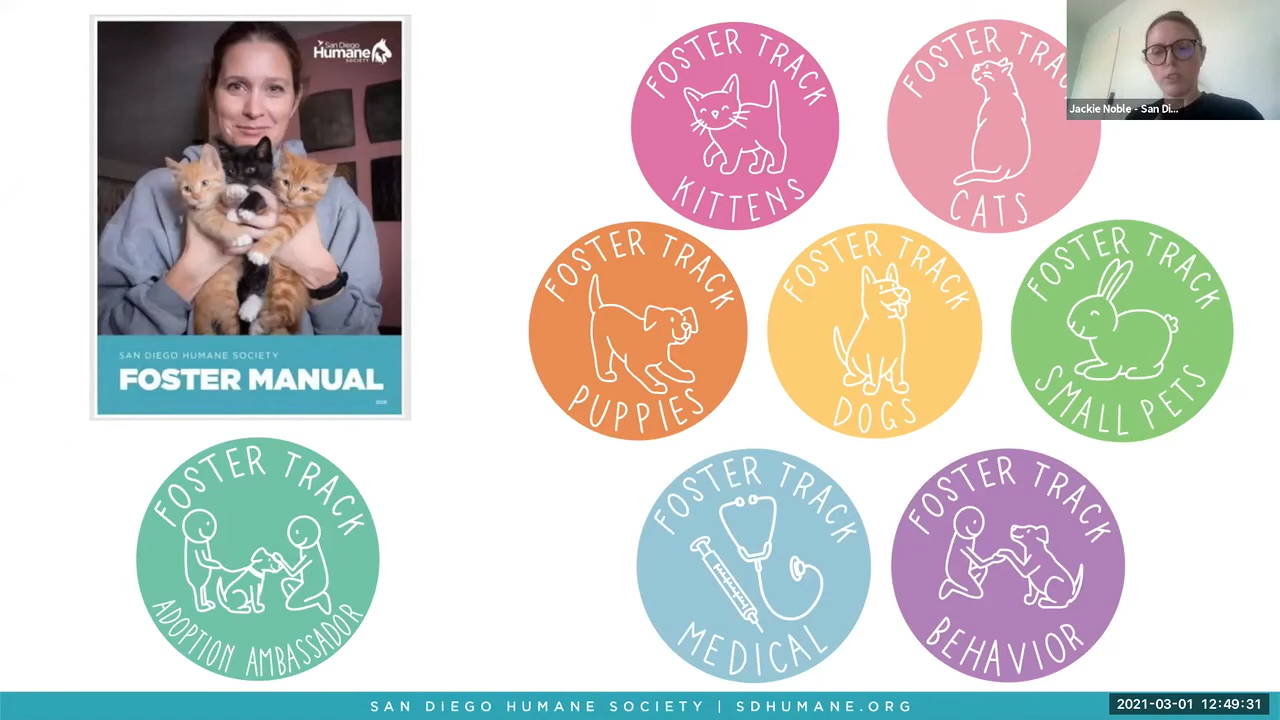 San Diego
Humane
SOCIETY
SAN DIEGO HUMANE SOCIETY
FOSTER MANUAL
FOSTER TRACK
ADOPTION AMBASSADOR
FOSTER TRACK
KITTENS
FOSTER TRAC
CATS
FOSTER TRACK
PUPPIES
FOSTER TRACK
DOGS
FOSTER TRACK
SMALL PETS
FOSTER TRACK
MEDICAL
FOSTER TRACK
BEHAVIOR
Jackie Noble - San Di...
SAN DIEGO HUMANE SOCIETY | SDHUMANE.ORG
2021-03-01 12:49:31